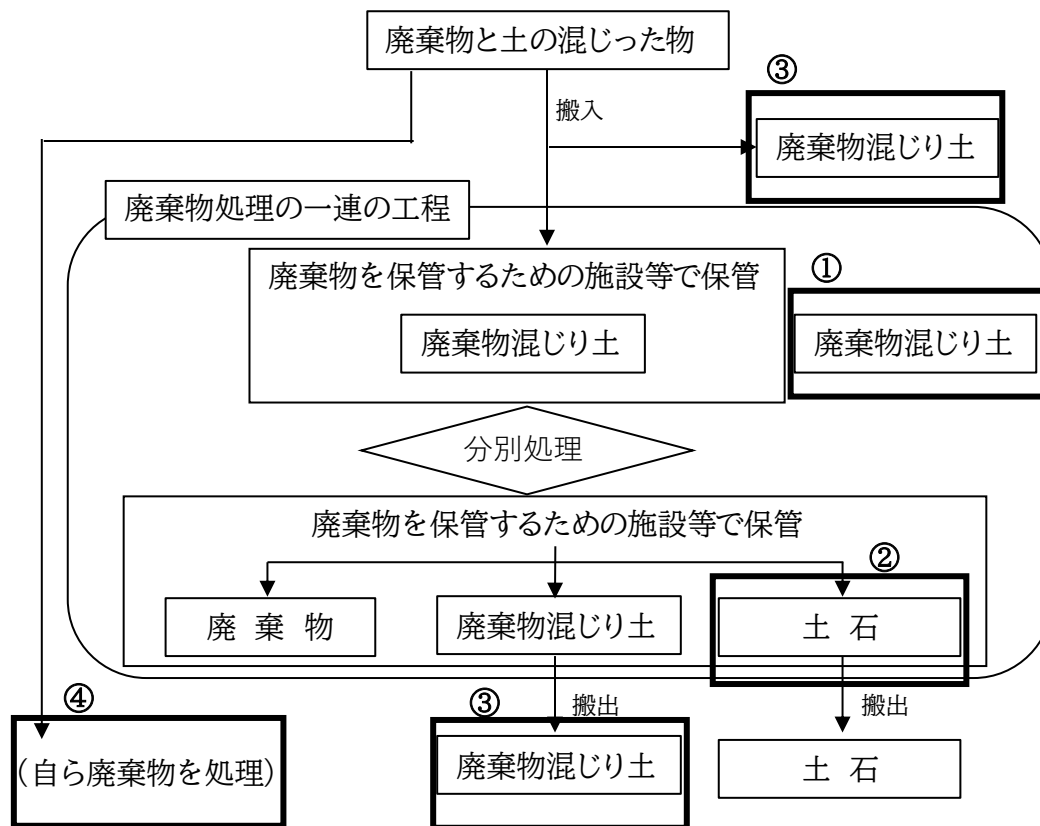 廃棄物と土の混じった物
③
搬入
廃棄物混じり土
廃棄物処理の一連の工程
廃棄物を保管するための施設等で保管
①
廃棄物混じり土
廃棄物混じり土
分別処理
廃棄物を保管するための施設等で保管
②
廃 棄 物
廃棄物混じり土
土 石
④
③
搬出
搬出
(自ら廃棄物を処理)
廃棄物混じり土
土 石